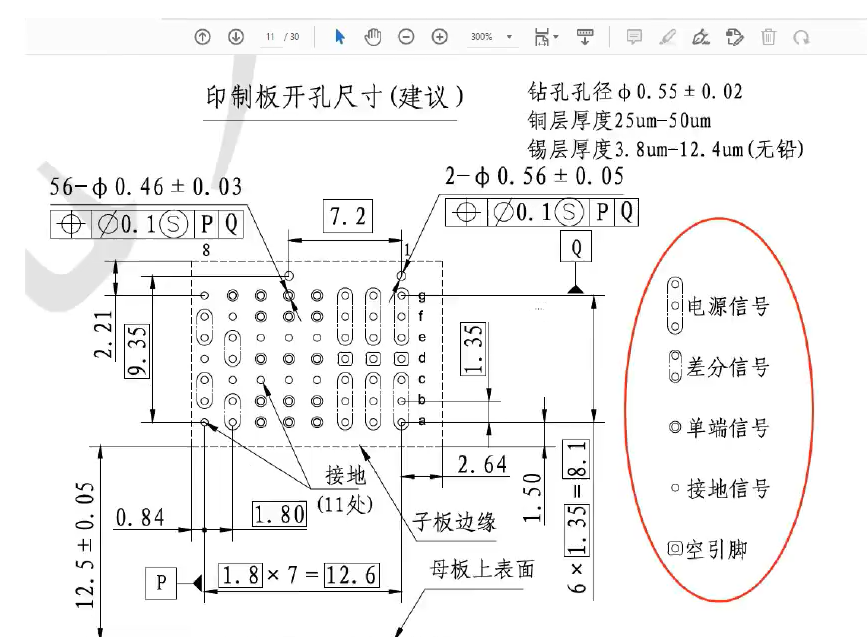 11 / 30
300%
印制板开孔尺寸(建议)
钻孔孔径φ0.55±0.02
铜层厚度25um-50um
锡层厚度3.8um-12.4um(无铅)
56-φ0.46±0.03
⌖ ∅0.1Ⓢ P Q
2-φ0.56±0.05
⌖ ∅0.1Ⓢ P Q
7.2
8
1
Q
g
f
e
d
c
b
a
2.21
9.35
1.35
电源信号
差分信号
单端信号
接地信号
空引脚
接地
(11处)
2.64
1.50
6×1.35=8.1
0.84
1.80
子板边缘
12.5±0.05
P
1.8×7=12.6
母板上表面